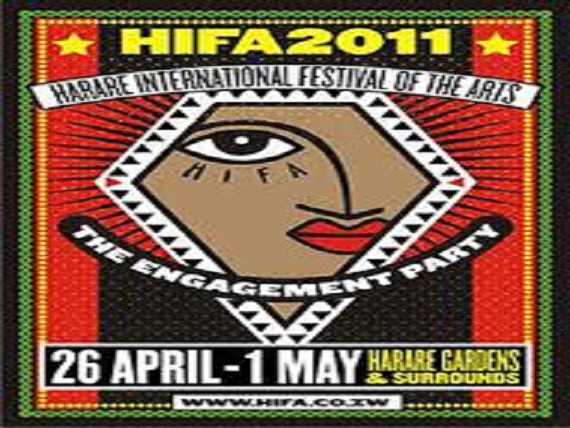 HIFA2011
HARARE INTERNATIONAL FESTIVAL OF THE ARTS
HIFA
THE ENGAGEMENT PARTY
26 APRIL-1 MAY
HARARE GARDENS
& SURROUNDS
WWW.HIFA.CO.ZW